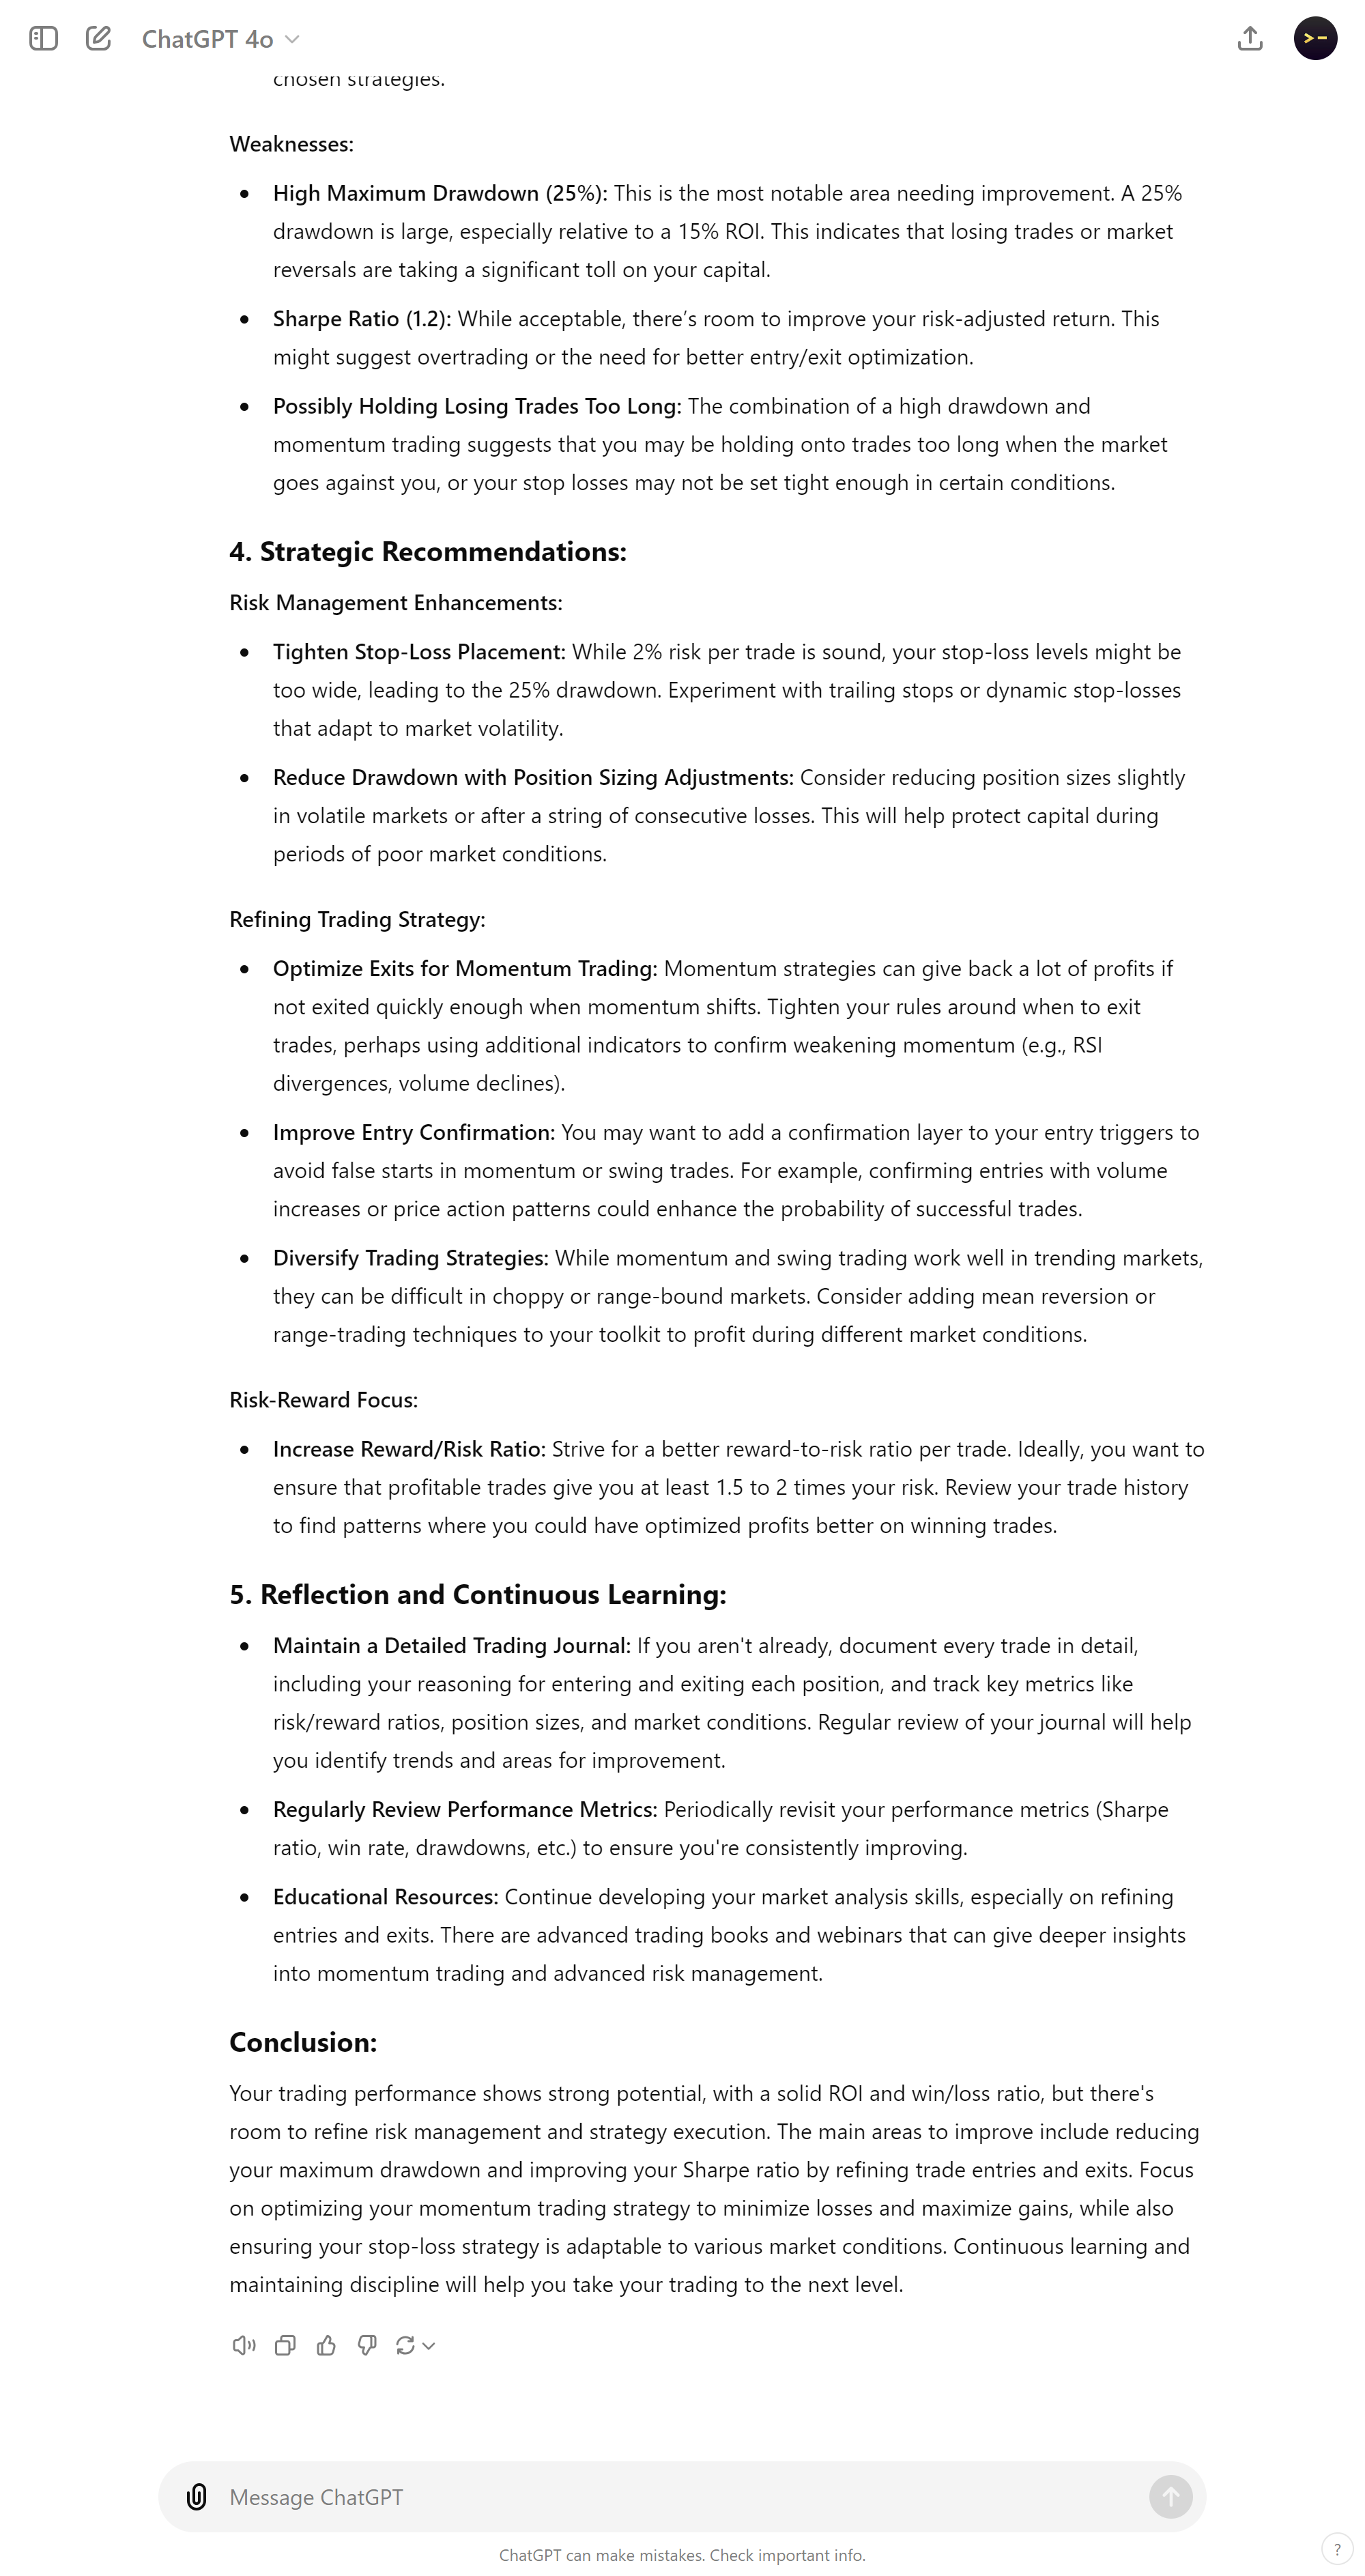 ChatGPT 4o
chosen strategies.
Weaknesses:
High Maximum Drawdown (25%): This is the most notable area needing improvement. A 25%
drawdown is large, especially relative to a 15% ROI. This indicates that losing trades or market
reversals are taking a significant toll on your capital.
Sharpe Ratio (1.2): While acceptable, there’s room to improve your risk-adjusted return. This
might suggest overtrading or the need for better entry/exit optimization.
Possibly Holding Losing Trades Too Long: The combination of a high drawdown and
momentum trading suggests that you may be holding onto trades too long when the market
goes against you, or your stop losses may not be set tight enough in certain conditions.
4. Strategic Recommendations:
Risk Management Enhancements:
Tighten Stop-Loss Placement: While 2% risk per trade is sound, your stop-loss levels might be
too wide, leading to the 25% drawdown. Experiment with trailing stops or dynamic stop-losses
that adapt to market volatility.
Reduce Drawdown with Position Sizing Adjustments: Consider reducing position sizes slightly
in volatile markets or after a string of consecutive losses. This will help protect capital during
periods of poor market conditions.
Refining Trading Strategy:
Optimize Exits for Momentum Trading: Momentum strategies can give back a lot of profits if
not exited quickly enough when momentum shifts. Tighten your rules around when to exit
trades, perhaps using additional indicators to confirm weakening momentum (e.g., RSI
divergences, volume declines).
Improve Entry Confirmation: You may want to add a confirmation layer to your entry triggers to
avoid false starts in momentum or swing trades. For example, confirming entries with volume
increases or price action patterns could enhance the probability of successful trades.
Diversify Trading Strategies: While momentum and swing trading work well in trending markets,
they can be difficult in choppy or range-bound markets. Consider adding mean reversion or
range-trading techniques to your toolkit to profit during different market conditions.
Risk-Reward Focus:
Increase Reward/Risk Ratio: Strive for a better reward-to-risk ratio per trade. Ideally, you want to
ensure that profitable trades give you at least 1.5 to 2 times your risk. Review your trade history
to find patterns where you could have optimized profits better on winning trades.
5. Reflection and Continuous Learning:
Maintain a Detailed Trading Journal: If you aren't already, document every trade in detail,
including your reasoning for entering and exiting each position, and track key metrics like
risk/reward ratios, position sizes, and market conditions. Regular review of your journal will help
you identify trends and areas for improvement.
Regularly Review Performance Metrics: Periodically revisit your performance metrics (Sharpe
ratio, win rate, drawdowns, etc.) to ensure you're consistently improving.
Educational Resources: Continue developing your market analysis skills, especially on refining
entries and exits. There are advanced trading books and webinars that can give deeper insights
into momentum trading and advanced risk management.
Conclusion:
Your trading performance shows strong potential, with a solid ROI and win/loss ratio, but there's
room to refine risk management and strategy execution. The main areas to improve include reducing
your maximum drawdown and improving your Sharpe ratio by refining trade entries and exits. Focus
on optimizing your momentum trading strategy to minimize losses and maximize gains, while also
ensuring your stop-loss strategy is adaptable to various market conditions. Continuous learning and
maintaining discipline will help you take your trading to the next level.
Message ChatGPT
ChatGPT can make mistakes. Check important info.
?